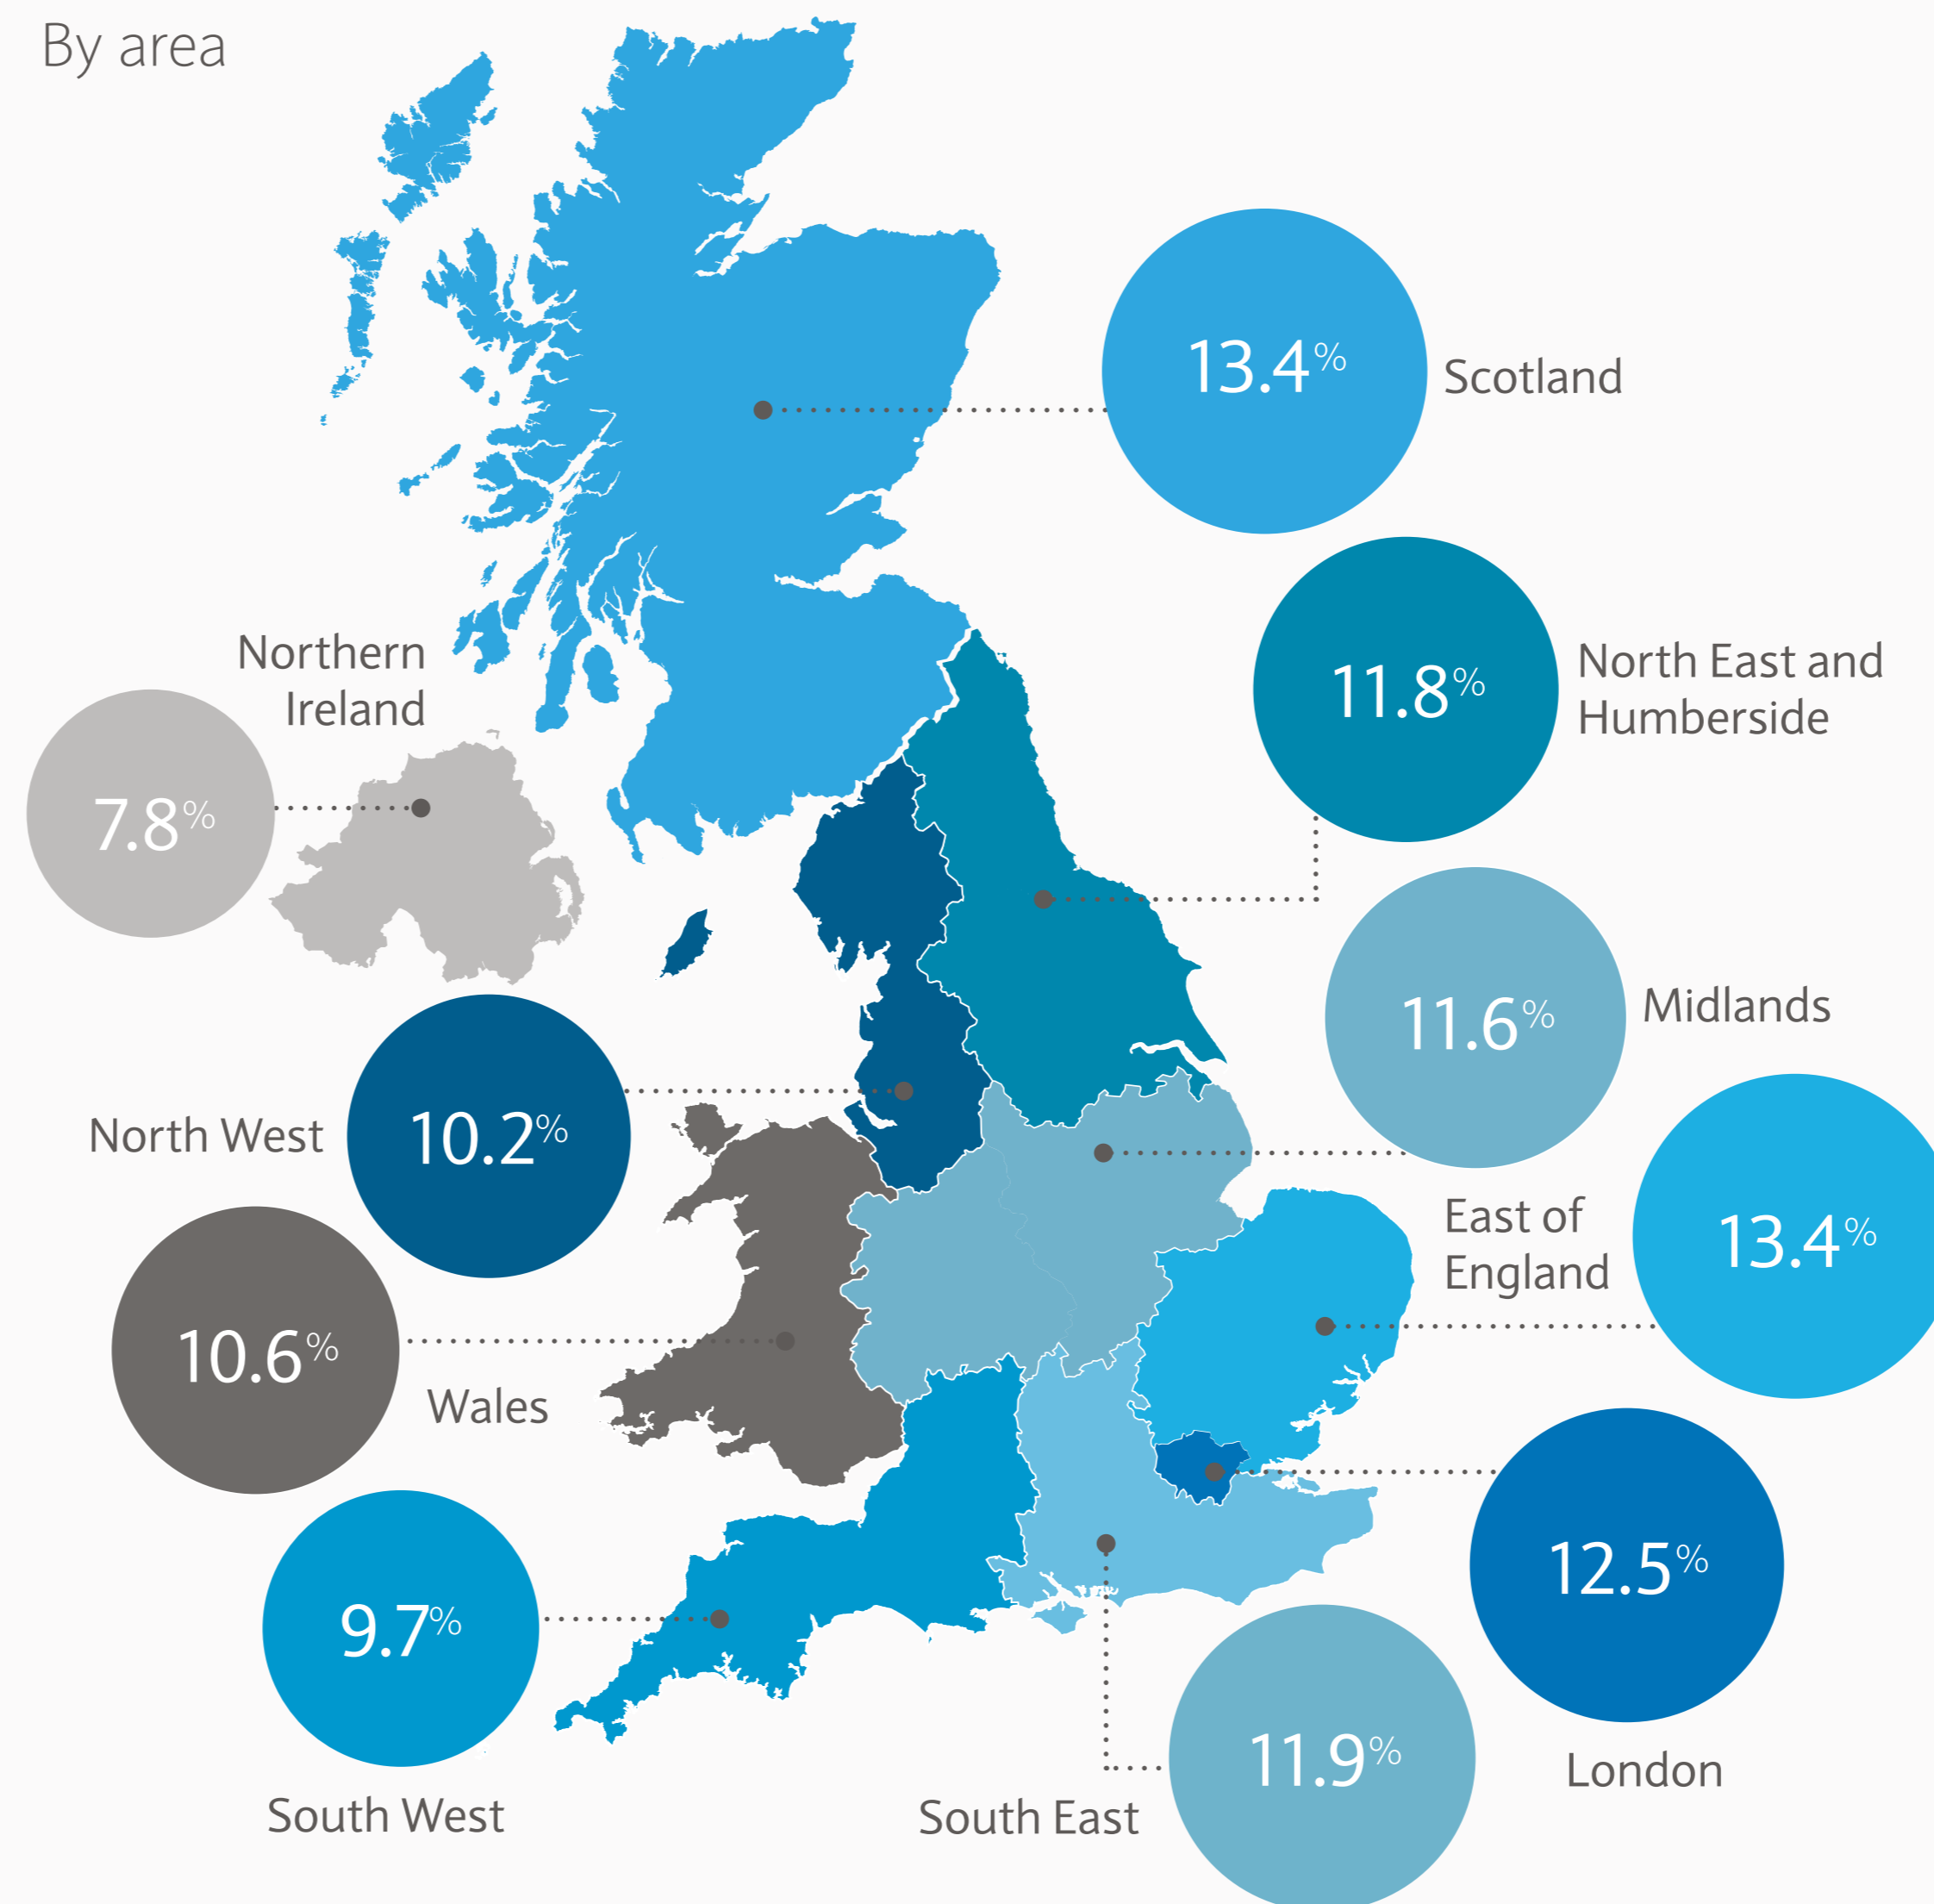 By area
13.4%
Scotland
11.8%
North East and
Humberside
Northern
Ireland
7.8%
11.6%
Midlands
North West
10.2%
East of
England
13.4%
10.6%
Wales
12.5%
London
9.7%
South West
11.9%
South East